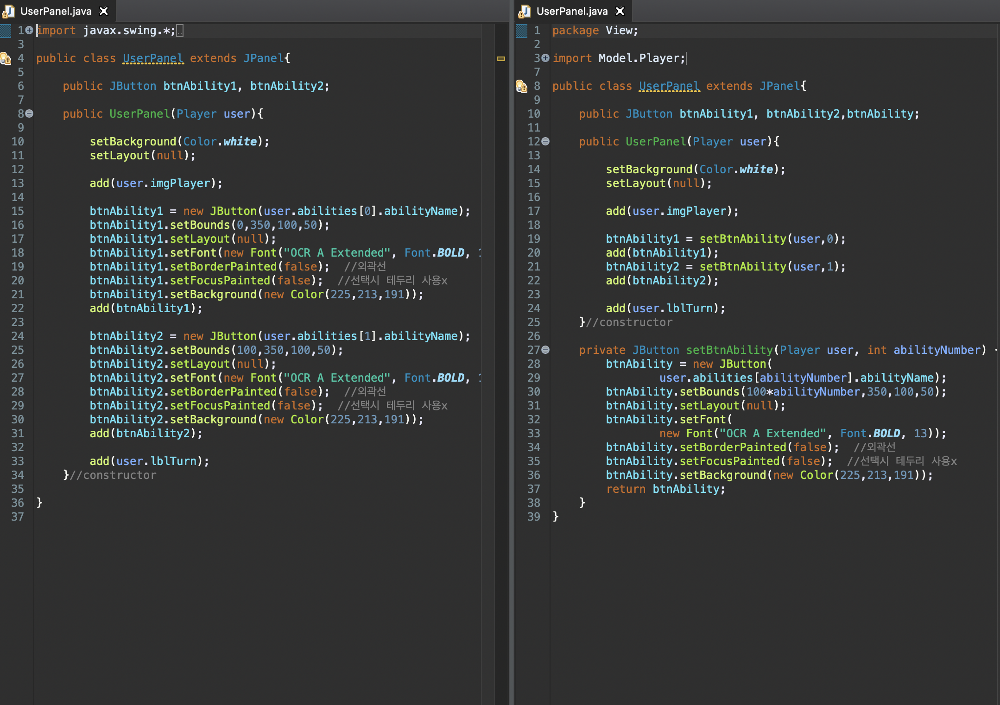 UserPanel.java
1 import javax.swing.*;
3
4 public class UserPanel extends JPanel{
5
6 public JButton btnAbility1, btnAbility2;
7
8 public UserPanel(Player user){
9
10 setBackground(Color.white);
11 setLayout(null);
12
13 add(user.imgPlayer);
14
15 btnAbility1 = new JButton(user.abilities[0].abilityName);
16 btnAbility1.setBounds(0,350,100,50);
17 btnAbility1.setLayout(null);
18 btnAbility1.setFont(new Font("OCR A Extended", Font.BOLD,
19 btnAbility1.setBorderPainted(false); //외곽선
20 btnAbility1.setFocusPainted(false); //선택시 테두리 사용x
21 btnAbility1.setBackground(new Color(225,213,191));
22 add(btnAbility1);
23
24 btnAbility2 = new JButton(user.abilities[1].abilityName);
25 btnAbility2.setBounds(100,350,100,50);
26 btnAbility2.setLayout(null);
27 btnAbility2.setFont(new Font("OCR A Extended", Font.BOLD,
28 btnAbility2.setBorderPainted(false); //외곽선
29 btnAbility2.setFocusPainted(false); //선택시 테두리 사용x
30 btnAbility2.setBackground(new Color(225,213,191));
31 add(btnAbility2);
32
33 add(user.lblTurn);
34 }//constructor
35
36 }
37
UserPanel.java
1 package View;
2
3 import Model.Player;
7
8 public class UserPanel extends JPanel{
9
10 public JButton btnAbility1, btnAbility2,btnAbility;
11
12 public UserPanel(Player user){
13
14 setBackground(Color.white);
15 setLayout(null);
16
17 add(user.imgPlayer);
18
19 btnAbility1 = setBtnAbility(user,0);
20 add(btnAbility1);
21 btnAbility2 = setBtnAbility(user,1);
22 add(btnAbility2);
23
24 add(user.lblTurn);
25 }//constructor
26
27 private JButton setBtnAbility(Player user, int abilityNumber) {
28 btnAbility = new JButton(
29 user.abilities[abilityNumber].abilityName);
30 btnAbility.setBounds(100*abilityNumber,350,100,50);
31 btnAbility.setLayout(null);
32 btnAbility.setFont(
33 new Font("OCR A Extended", Font.BOLD, 13));
34 btnAbility.setBorderPainted(false); //외곽선
35 btnAbility.setFocusPainted(false); //선택시 테두리 사용x
36 btnAbility.setBackground(new Color(225,213,191));
37 return btnAbility;
38 }
39 }